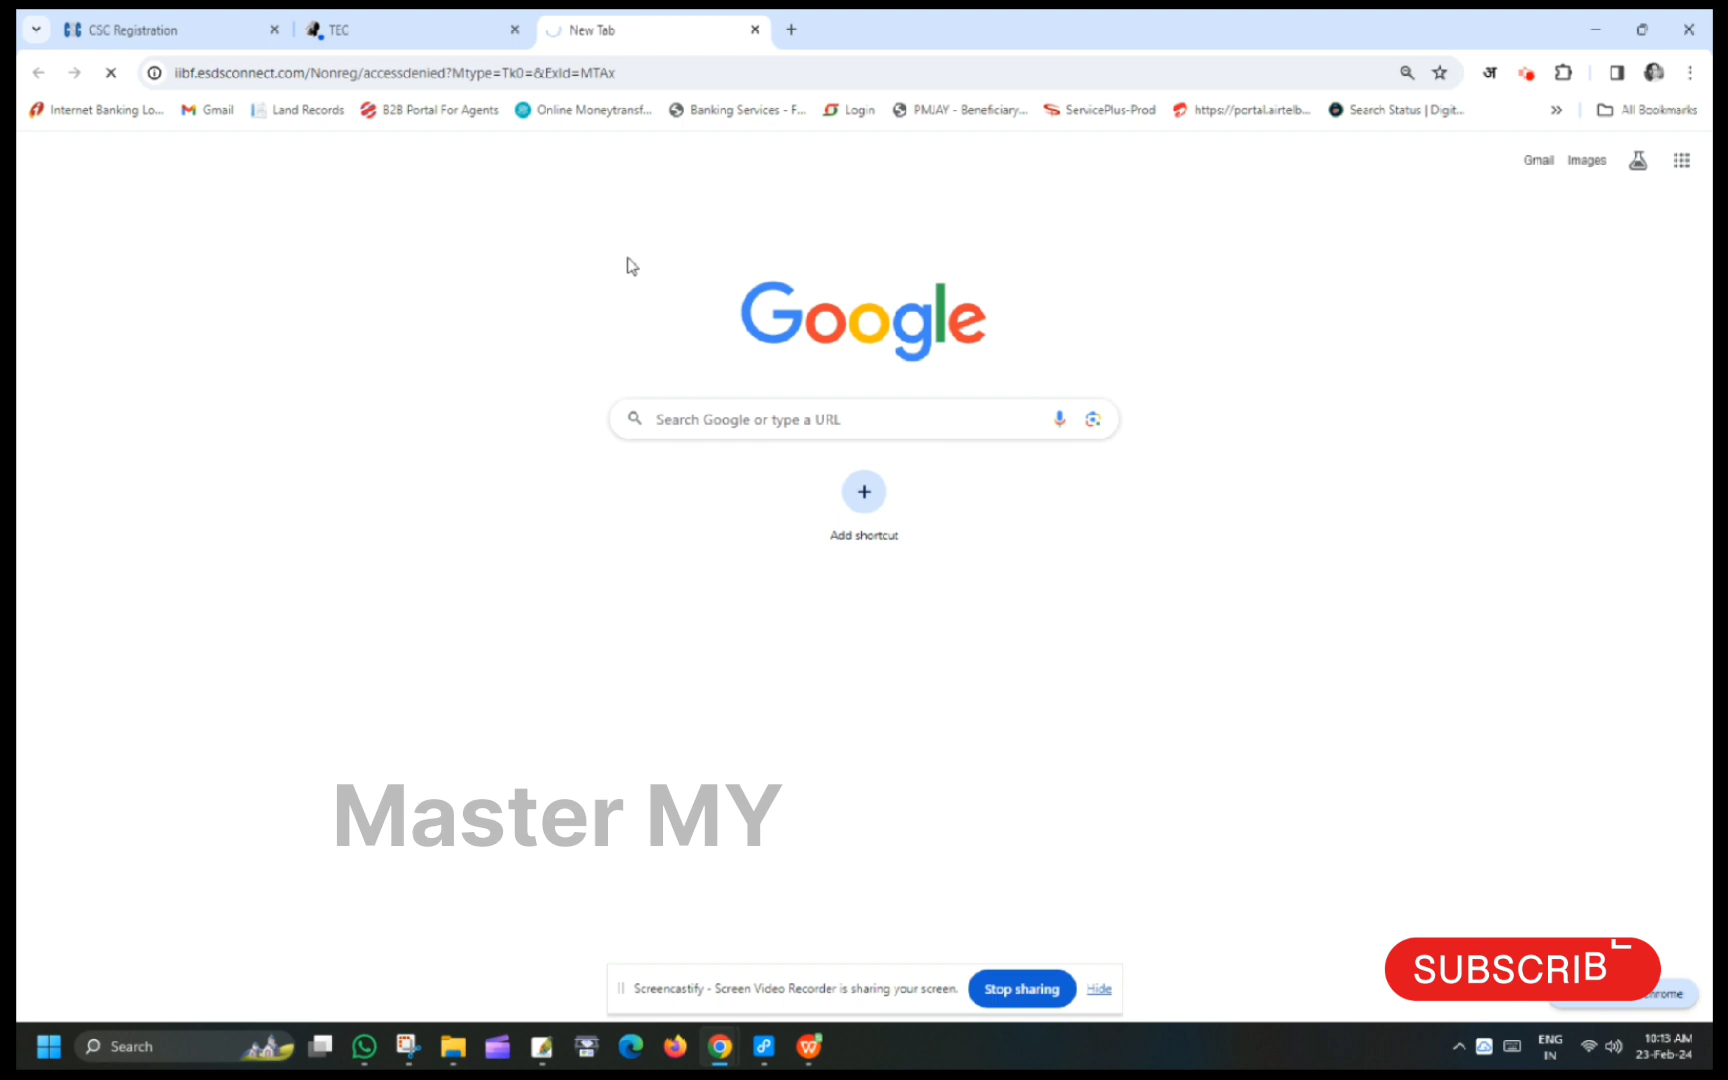 CSC Registration
TEC
New Tab
iibf.esdsconnect.com/Nonreg/accessdenied?Mtype=Tk0=&ExId=MTAx
अ
Internet Banking Lo...
Gmail
Land Records
B2B Portal For Agents
Online Moneytransf...
Banking Services - F...
Login
PMJAY - Beneficiary...
ServicePlus-Prod
https://portal.airtelb...
Search Status | Digit...
All Bookmarks
Gmail
Images
Google
Search Google or type a URL
Add shortcut
Master MY
SUBSCRIBE
Screencastify - Screen Video Recorder is sharing your screen.
Stop sharing
Hide
Search
ENG
IN
10:13 AM
23-Feb-24